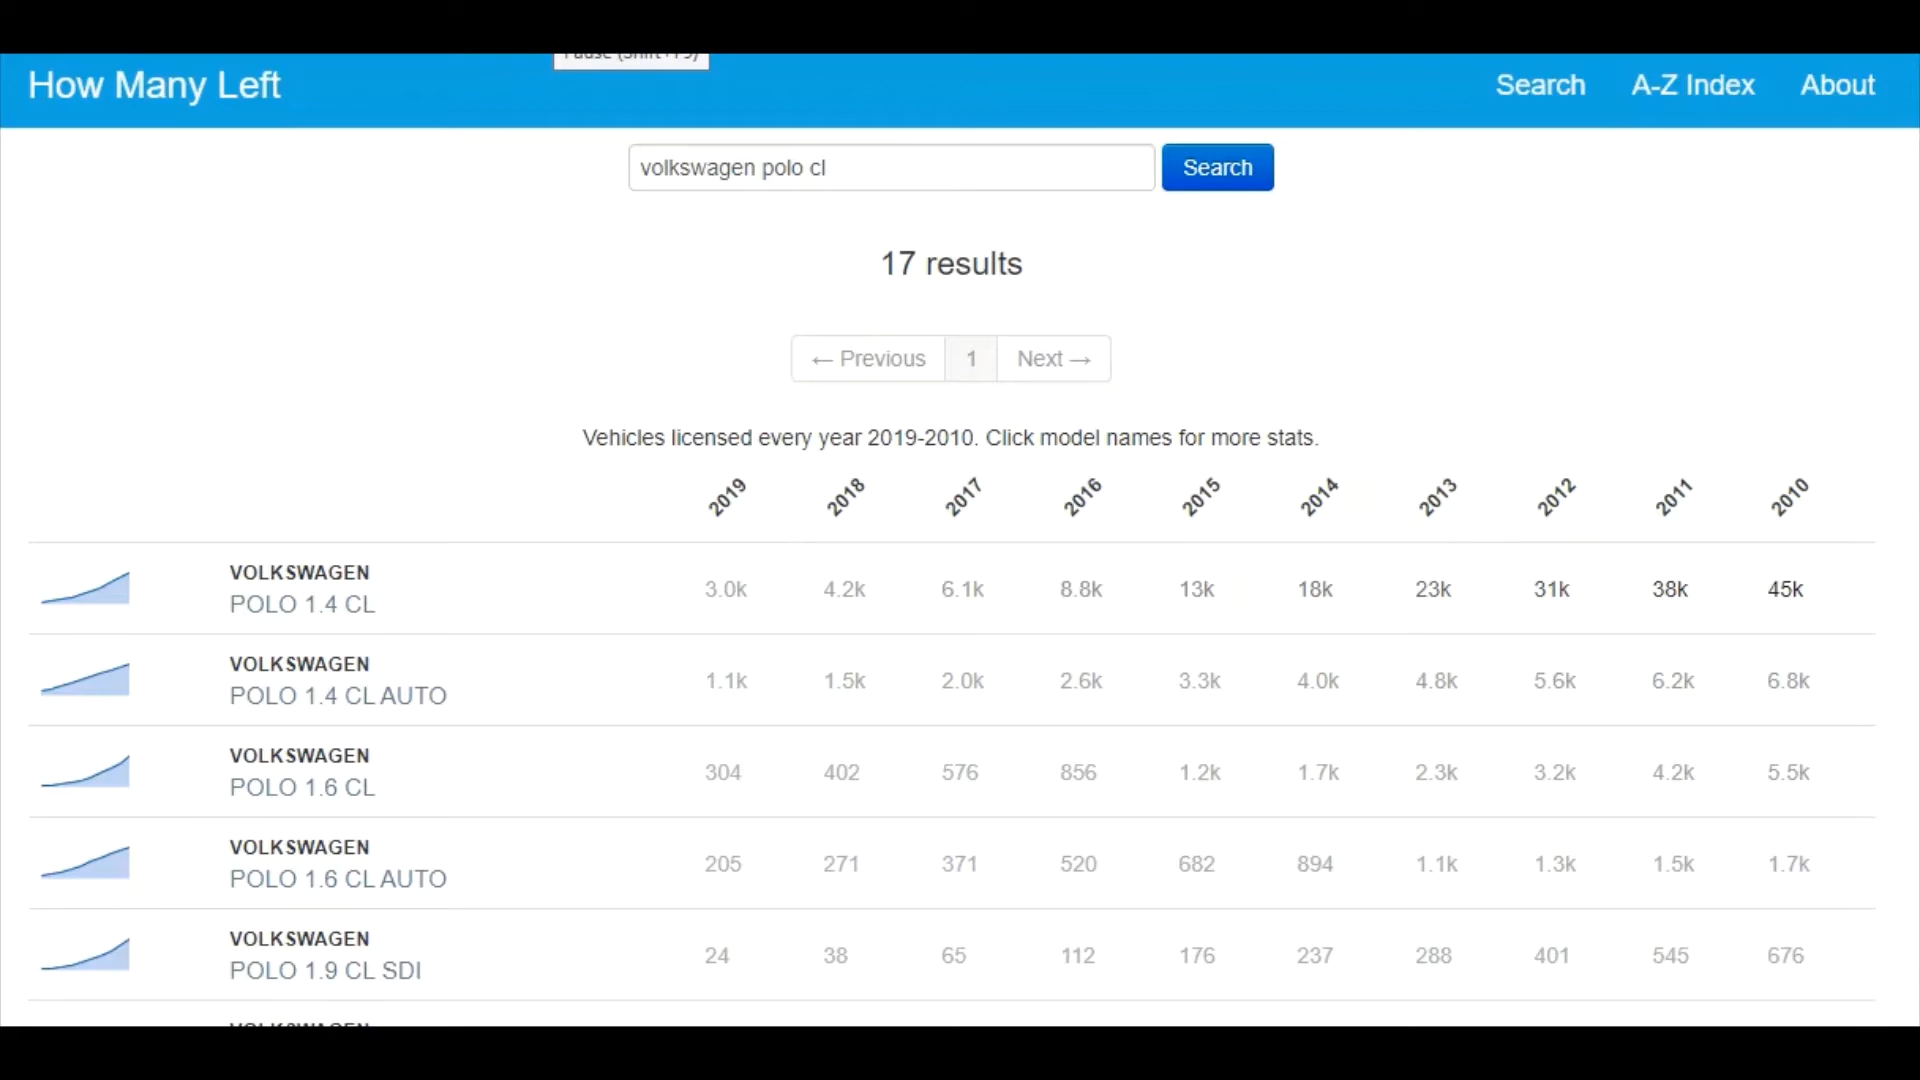 Pause (Shift+F9)
How Many Left
Search A-Z Index About
volkswagen polo cl Search
17 results
← Previous 1 Next →
Vehicles licensed every year 2019-2010. Click model names for more stats.
2019 2018 2017 2016 2015 2014 2013 2012 2011 2010
VOLKSWAGEN
POLO 1.4 CL 3.0k 4.2k 6.1k 8.8k 13k 18k 23k 31k 38k 45k
VOLKSWAGEN
POLO 1.4 CL AUTO 1.1k 1.5k 2.0k 2.6k 3.3k 4.0k 4.8k 5.6k 6.2k 6.8k
VOLKSWAGEN
POLO 1.6 CL 304 402 576 856 1.2k 1.7k 2.3k 3.2k 4.2k 5.5k
VOLKSWAGEN
POLO 1.6 CL AUTO 205 271 371 520 682 894 1.1k 1.3k 1.5k 1.7k
VOLKSWAGEN
POLO 1.9 CL SDI 24 38 65 112 176 237 288 401 545 676
VOLKSWAGEN